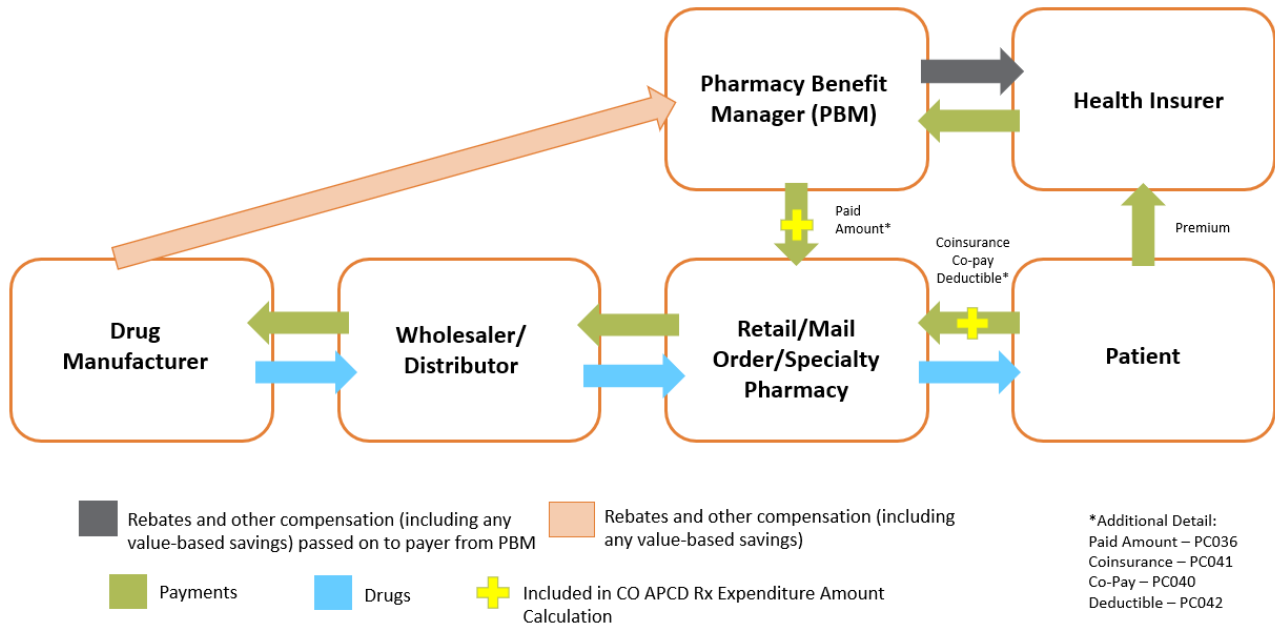 Pharmacy Benefit
Manager (PBM)
Health Insurer
Paid
Amount*
Coinsurance
Co-pay
Deductible*
Premium
Drug
Manufacturer
Wholesaler/
Distributor
Retail/Mail
Order/Specialty
Pharmacy
Patient
Rebates and other compensation (including any
value-based savings) passed on to payer from PBM
Rebates and other compensation (including
any value-based savings)
Payments
Drugs
Included in CO APCD Rx Expenditure Amount
Calculation
*Additional Detail:
Paid Amount – PC036
Coinsurance – PC041
Co-Pay – PC040
Deductible – PC042